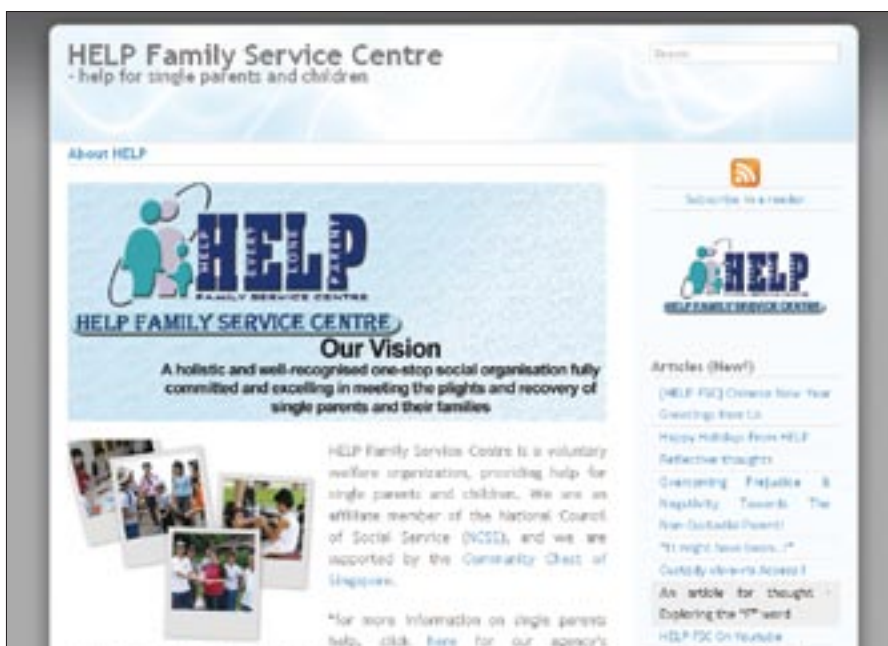 HELP Family Service Centre
- help for single parents and children
Search
About HELP
HELP
HELP EVERY LONE PARENT
FAMILY SERVICE CENTRE
HELP FAMILY SERVICE CENTRE
Our Vision
A holistic and well-recognised one-stop social organisation fully
committed and excelling in meeting the plights and recovery of
single parents and their families
HELP Family Service Centre is a voluntary
welfare organization, providing help for
single parents and children. We are an
affiliate member of the National Council
of Social Service (NCSS), and we are
supported by the Community Chest of
Singapore.
*for more information on single parents
help, click here for our agency's
Subscribe in a reader
HELP
HELP FAMILY SERVICE CENTRE
Articles (New!)
[HELP FSC] Chinese New Year
Greetings from Us
Happy Holidays From HELP
Reflective thoughts
Overcoming Prejudice &
Negativity Towards The
Non-Custodial Parent!
"It might have been..!"
Custody vis-a-vis Access!
An article for thought -
Exploring the "F" word
HELP FSC On Youtube